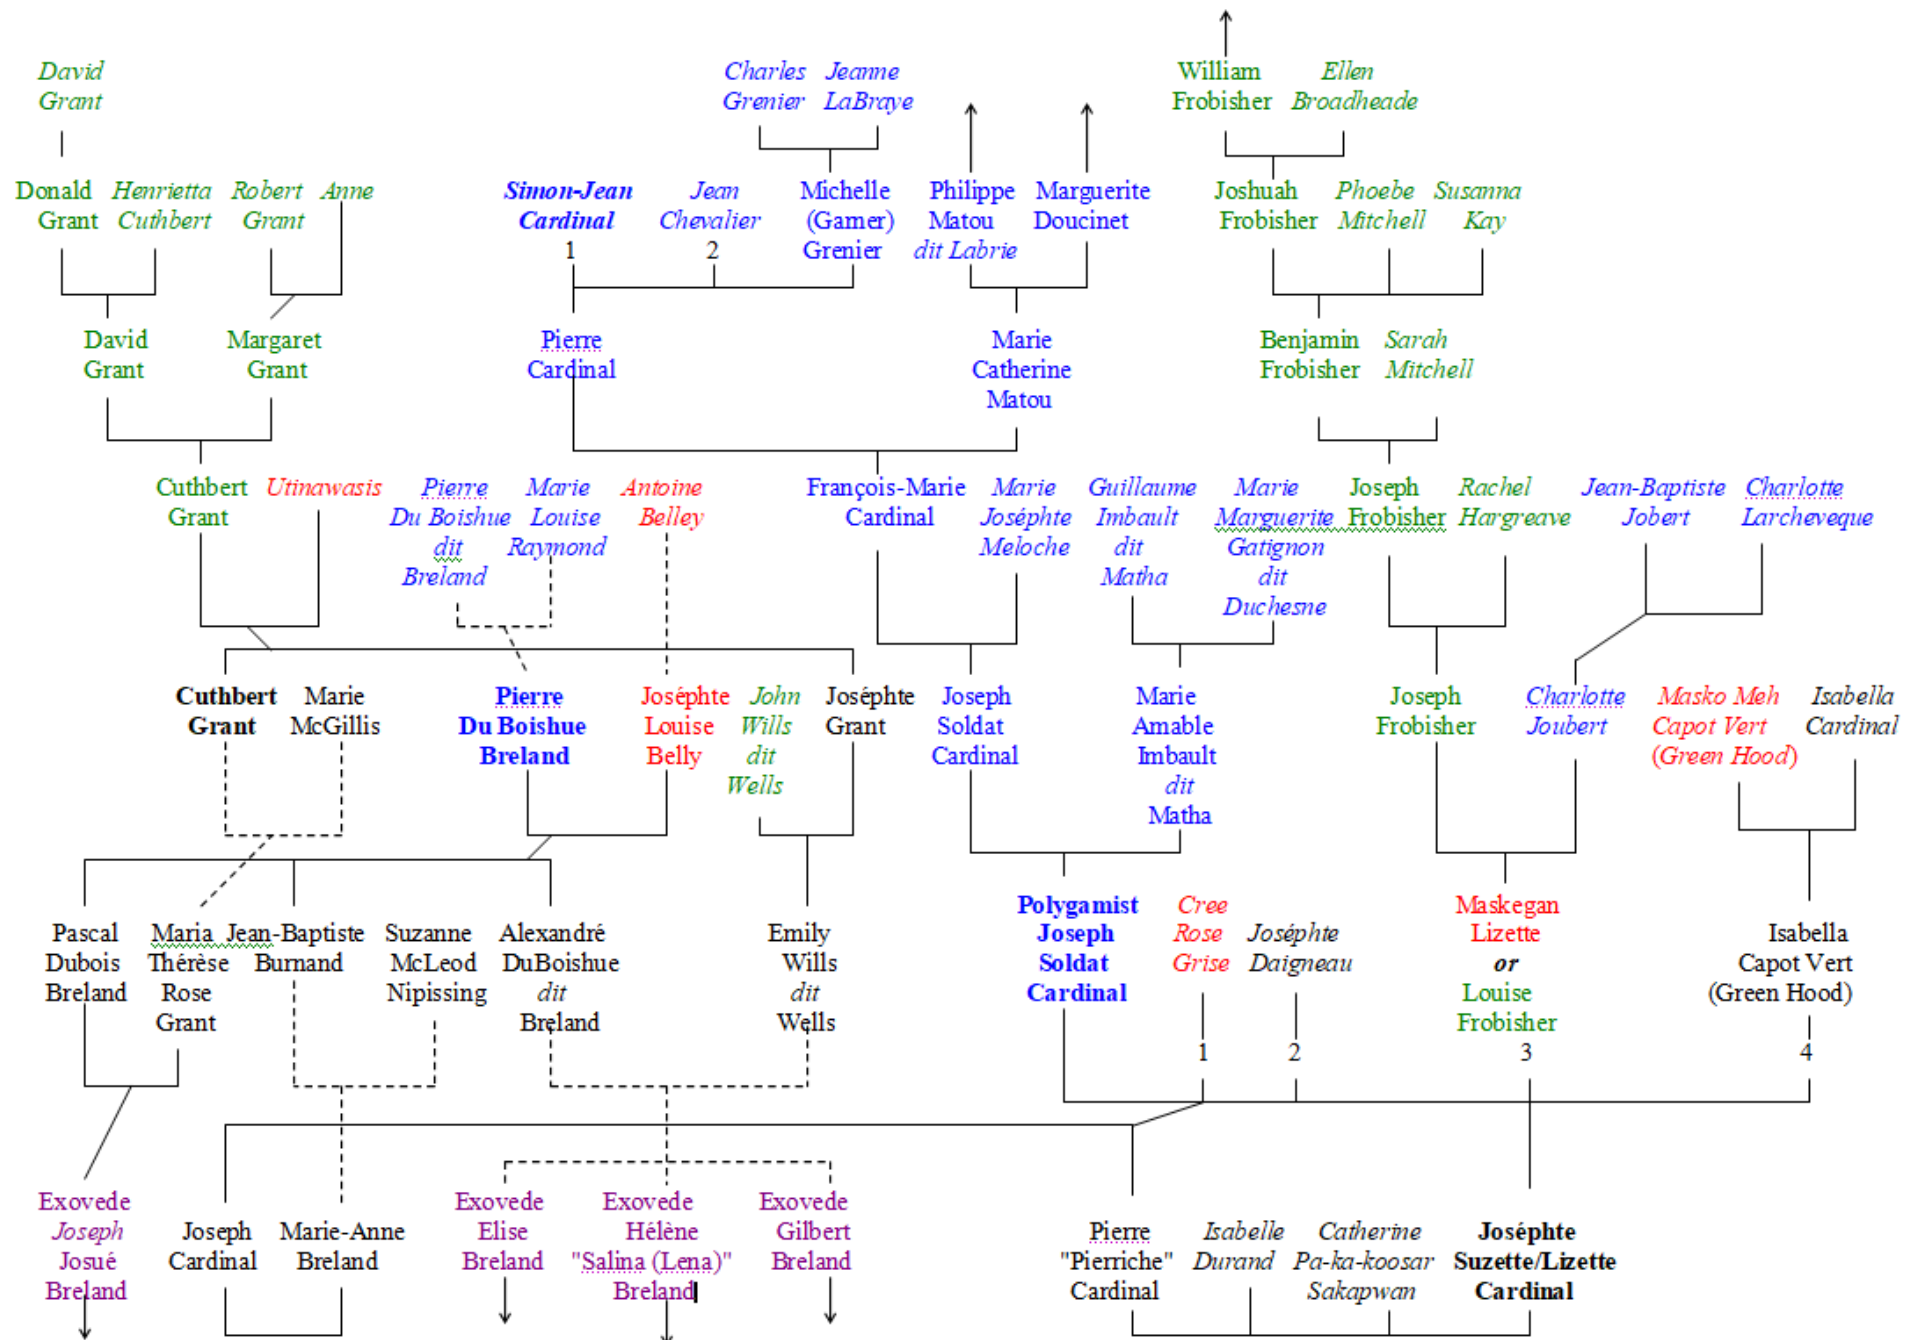 David
Grant
Charles Jeanne
Grenier LaBraye
William Ellen
Frobisher Broadheade
Donald Henrietta Robert Anne
Grant Cuthbert Grant
Simon-Jean Jean Michelle Philippe Marguerite
Cardinal Chevalier (Gamer) Matou Doucinet
1 2 Grenier dit Labrie
Joshuah Phoebe Susanna
Frobisher Mitchell Kay
David Margaret
Grant Grant
Pierre
Cardinal
Marie
Catherine
Matou
Benjamin Sarah
Frobisher Mitchell
Cuthbert Utinawasis
Grant
Pierre
Du Boishue
dit
Breland
Marie
Louise
Raymond
Antoine
Belley
François-Marie
Cardinal
Marie
Joséphte
Meloche
Guillaume
Imbault
dit
Matha
Marie
Marguerite
Gatignon
dit
Duchesne
Joseph
Frobisher
Rachel
Hargreave
Jean-Baptiste
Jobert
Charlotte
Larcheveque
Cuthbert
Grant
Marie
McGillis
Pierre
Du Boishue
Breland
Joséphte
Louise
Belly
John
Wills
dit
Wells
Joséphte
Grant
Joseph
Soldat
Cardinal
Marie
Amable
Imbault
dit
Matha
Joseph
Frobisher
Charlotte
Joubert
Masko Meh
Capot Vert
(Green Hood)
Isabella
Cardinal
Pascal
Dubois
Breland
Maria
Thérèse
Rose
Grant
Jean-Baptiste
Burnand
Suzanne
McLeod
Nipissing
Alexandré
DuBoishue
dit
Breland
Emily
Wills
dit
Wells
Polygamist
Joseph
Soldat
Cardinal
Cree
Rose
Grise
1
Joséphte
Daigneau
2
Maskegan
Lizette
or
Louise
Frobisher
3
Isabella
Capot Vert
(Green Hood)
4
Exovede
Joseph
Josué
Breland
Joseph
Cardinal
Marie-Anne
Breland
Exovede
Elise
Breland
Exovede
Hélène
"Salina (Lena)"
Breland
Exovede
Gilbert
Breland
Pierre
"Pierriche"
Cardinal
Isabelle
Durand
Catherine
Pa-ka-koosar
Sakapwan
Joséphte
Suzette/Lizette
Cardinal